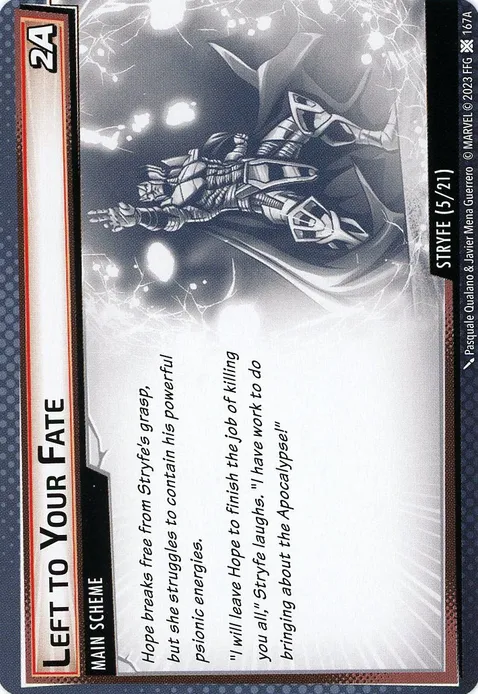 LEFT TO YOUR FATE
2A
MAIN SCHEME
Hope breaks free from Stryfe's grasp,
but she struggles to contain his powerful
psionic energies.
"I will leave Hope to finish the job of killing
you all," Stryfe laughs. "I have work to do
bringing about the Apocalypse!"
STRYFE (5/21)
Pasquale Qualano & Javier Mena Guerrero © MARVEL © 2023 FFG 167A